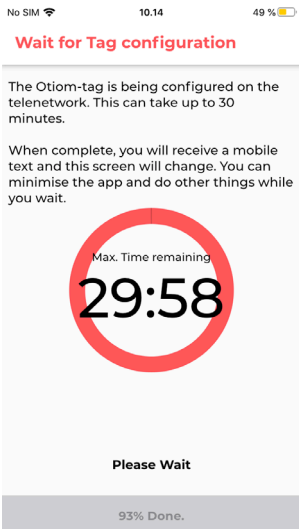 No SIM 10.14 49 %
Wait for Tag configuration
The Otiom-tag is being configured on the
telenetwork. This can take up to 30
minutes.
When complete, you will receive a mobile
text and this screen will change. You can
minimise the app and do other things while
you wait.
Max. Time remaining
29:58
Please Wait
93% Done.